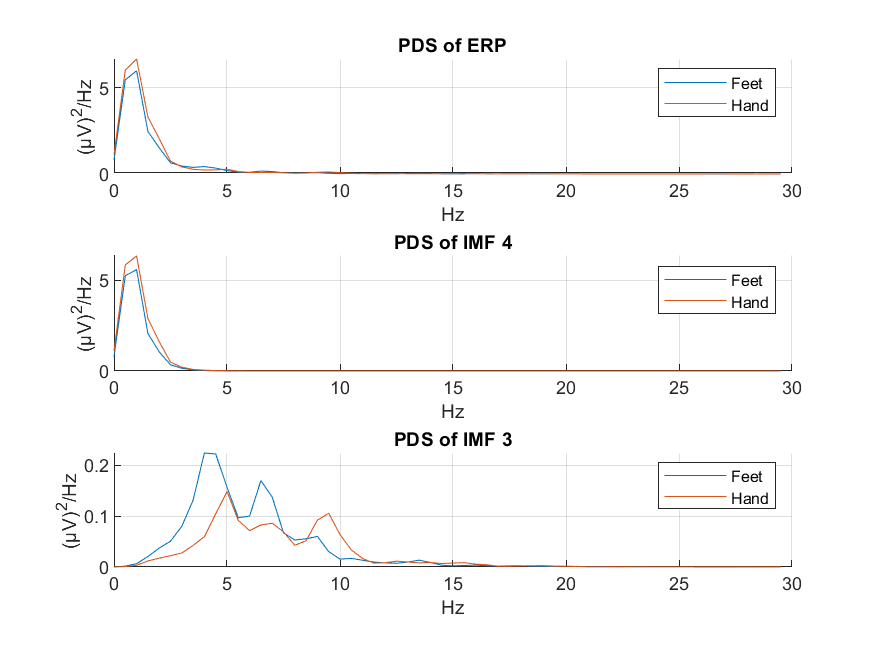 PDS of ERP
(µV)²/Hz
5
0
Feet
Hand
0 5 10 15 20 25 30
Hz
PDS of IMF 4
(µV)²/Hz
5
0
Feet
Hand
0 5 10 15 20 25 30
Hz
PDS of IMF 3
(µV)²/Hz
0.2
0.1
0
Feet
Hand
0 5 10 15 20 25 30
Hz